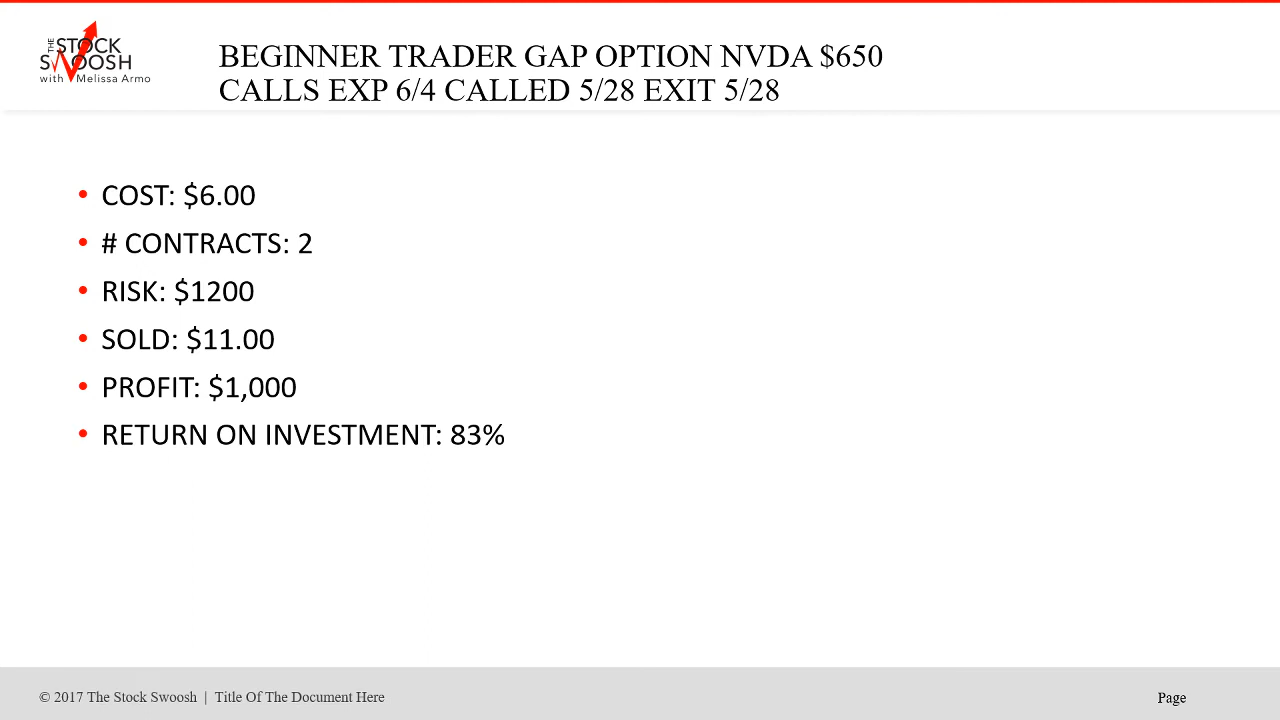 THE STOCK
SWOOSH
with Melissa Armo
BEGINNER TRADER GAP OPTION NVDA $650
CALLS EXP 6/4 CALLED 5/28 EXIT 5/28
• COST: $6.00
• # CONTRACTS: 2
• RISK: $1200
• SOLD: $11.00
• PROFIT: $1,000
• RETURN ON INVESTMENT: 83%
© 2017 The Stock Swoosh | Title Of The Document Here
Page